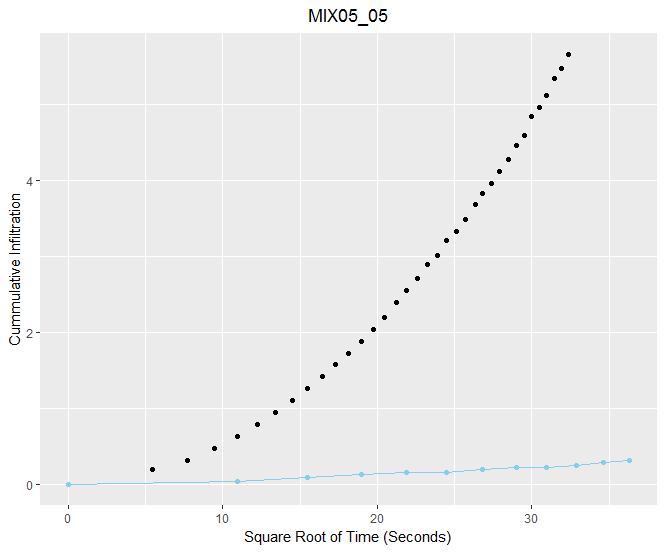 MIX05_05
Cummulative Infiltration
4
2
0
0 10 20 30
Square Root of Time (Seconds)